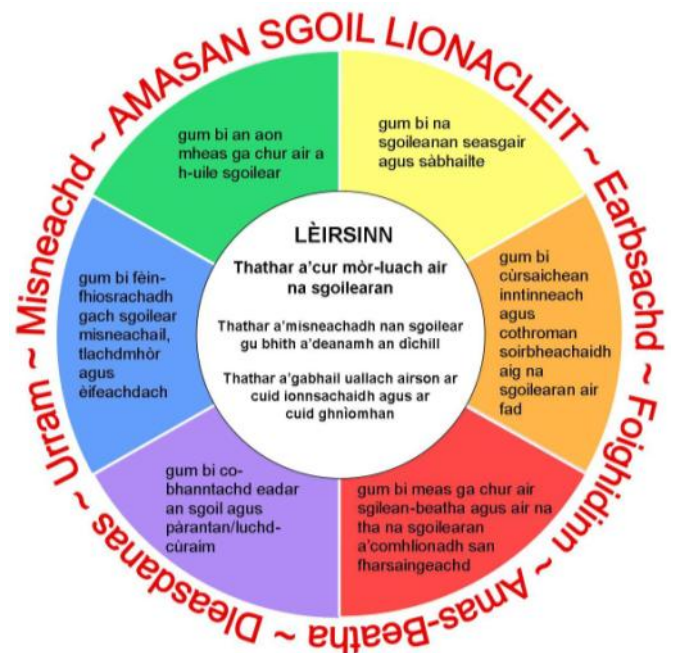 AMASAN SGOIL LIONACLEIT ~ Earbsachd ~ Foighidinn ~ Amas-Beatha ~ Dleasdanas ~ Urram ~ Misneachd ~
gum bi an aon
mheas ga chur air a
h-uile sgoilear
gum bi na
sgoileanan seasgair
agus sàbhailte
gum bi
cùrsaichean
inntinneach
agus
cothroman
soirbheachaidh
aig na
sgoilearan air
fad
gum bi meas ga chur air
sgilean-beatha agus air na
tha na sgoilearan
a'comhlionadh san
fharsaingeachd
gum bi co-
bhanntachd eadar
an sgoil agus
pàrantan/luchd-
cùraim
gum bi fèin-
fhiosrachadh
gach sgoilear
misneachail,
tlachdmhòr
agus
èifeachdach
LÈIRSINN
Thathar a'cur mòr-luach air
na sgoilearan
Thathar a'misneachadh nan sgoilear
gu bhith a'deanamh an dìchill
Thathar a'gabhail uallach airson ar
cuid ionnsachaidh agus ar
cuid ghnìomhan